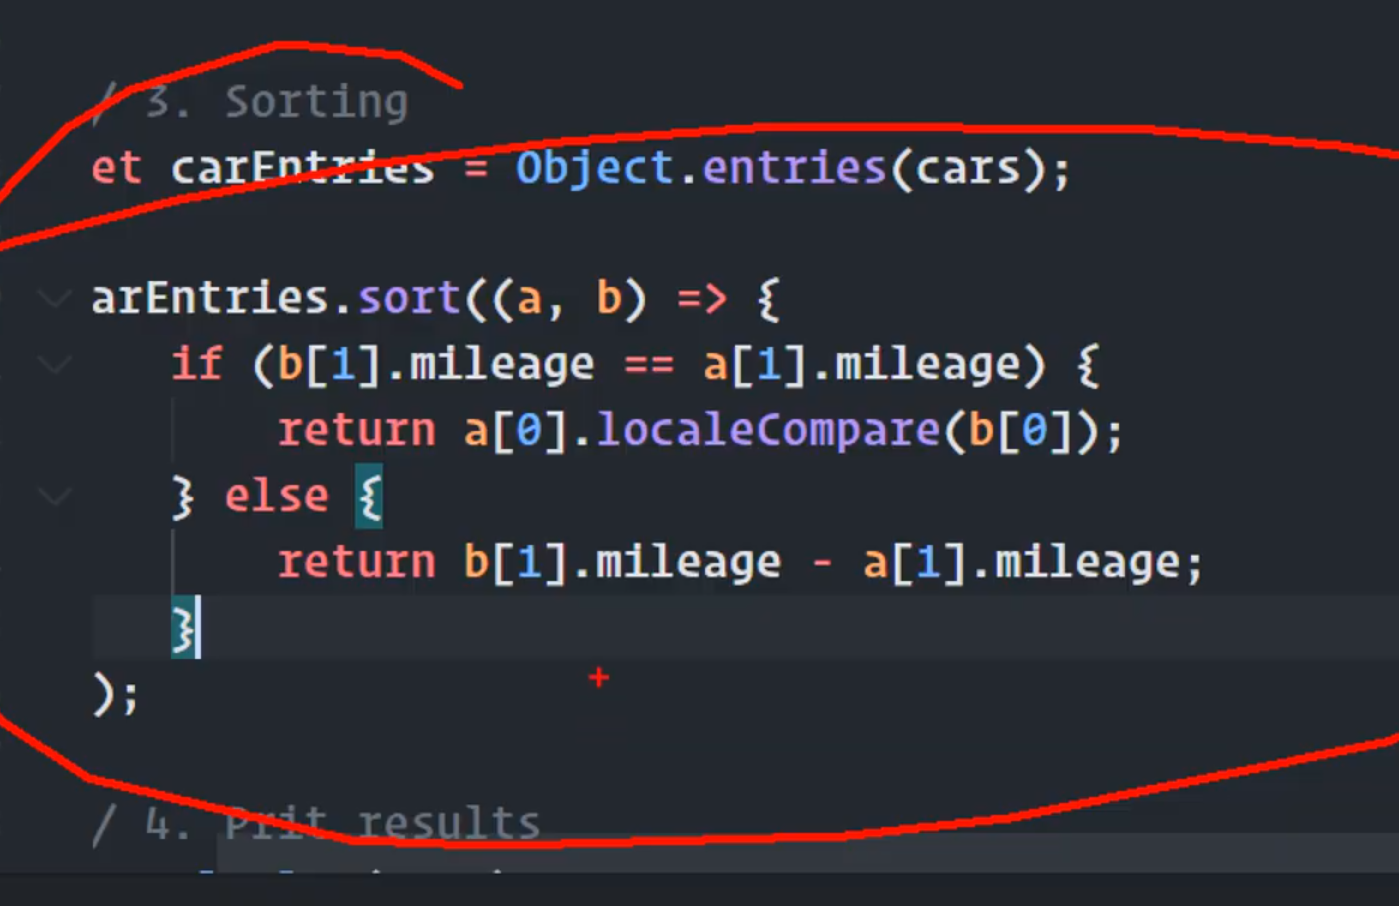 / 3. Sorting
et carEntries = Object.entries(cars);
arEntries.sort((a, b) => {
if (b[1].mileage == a[1].mileage) {
return a[0].localeCompare(b[0]);
} else {
return b[1].mileage - a[1].mileage;
}
);
/ 4. Prit results